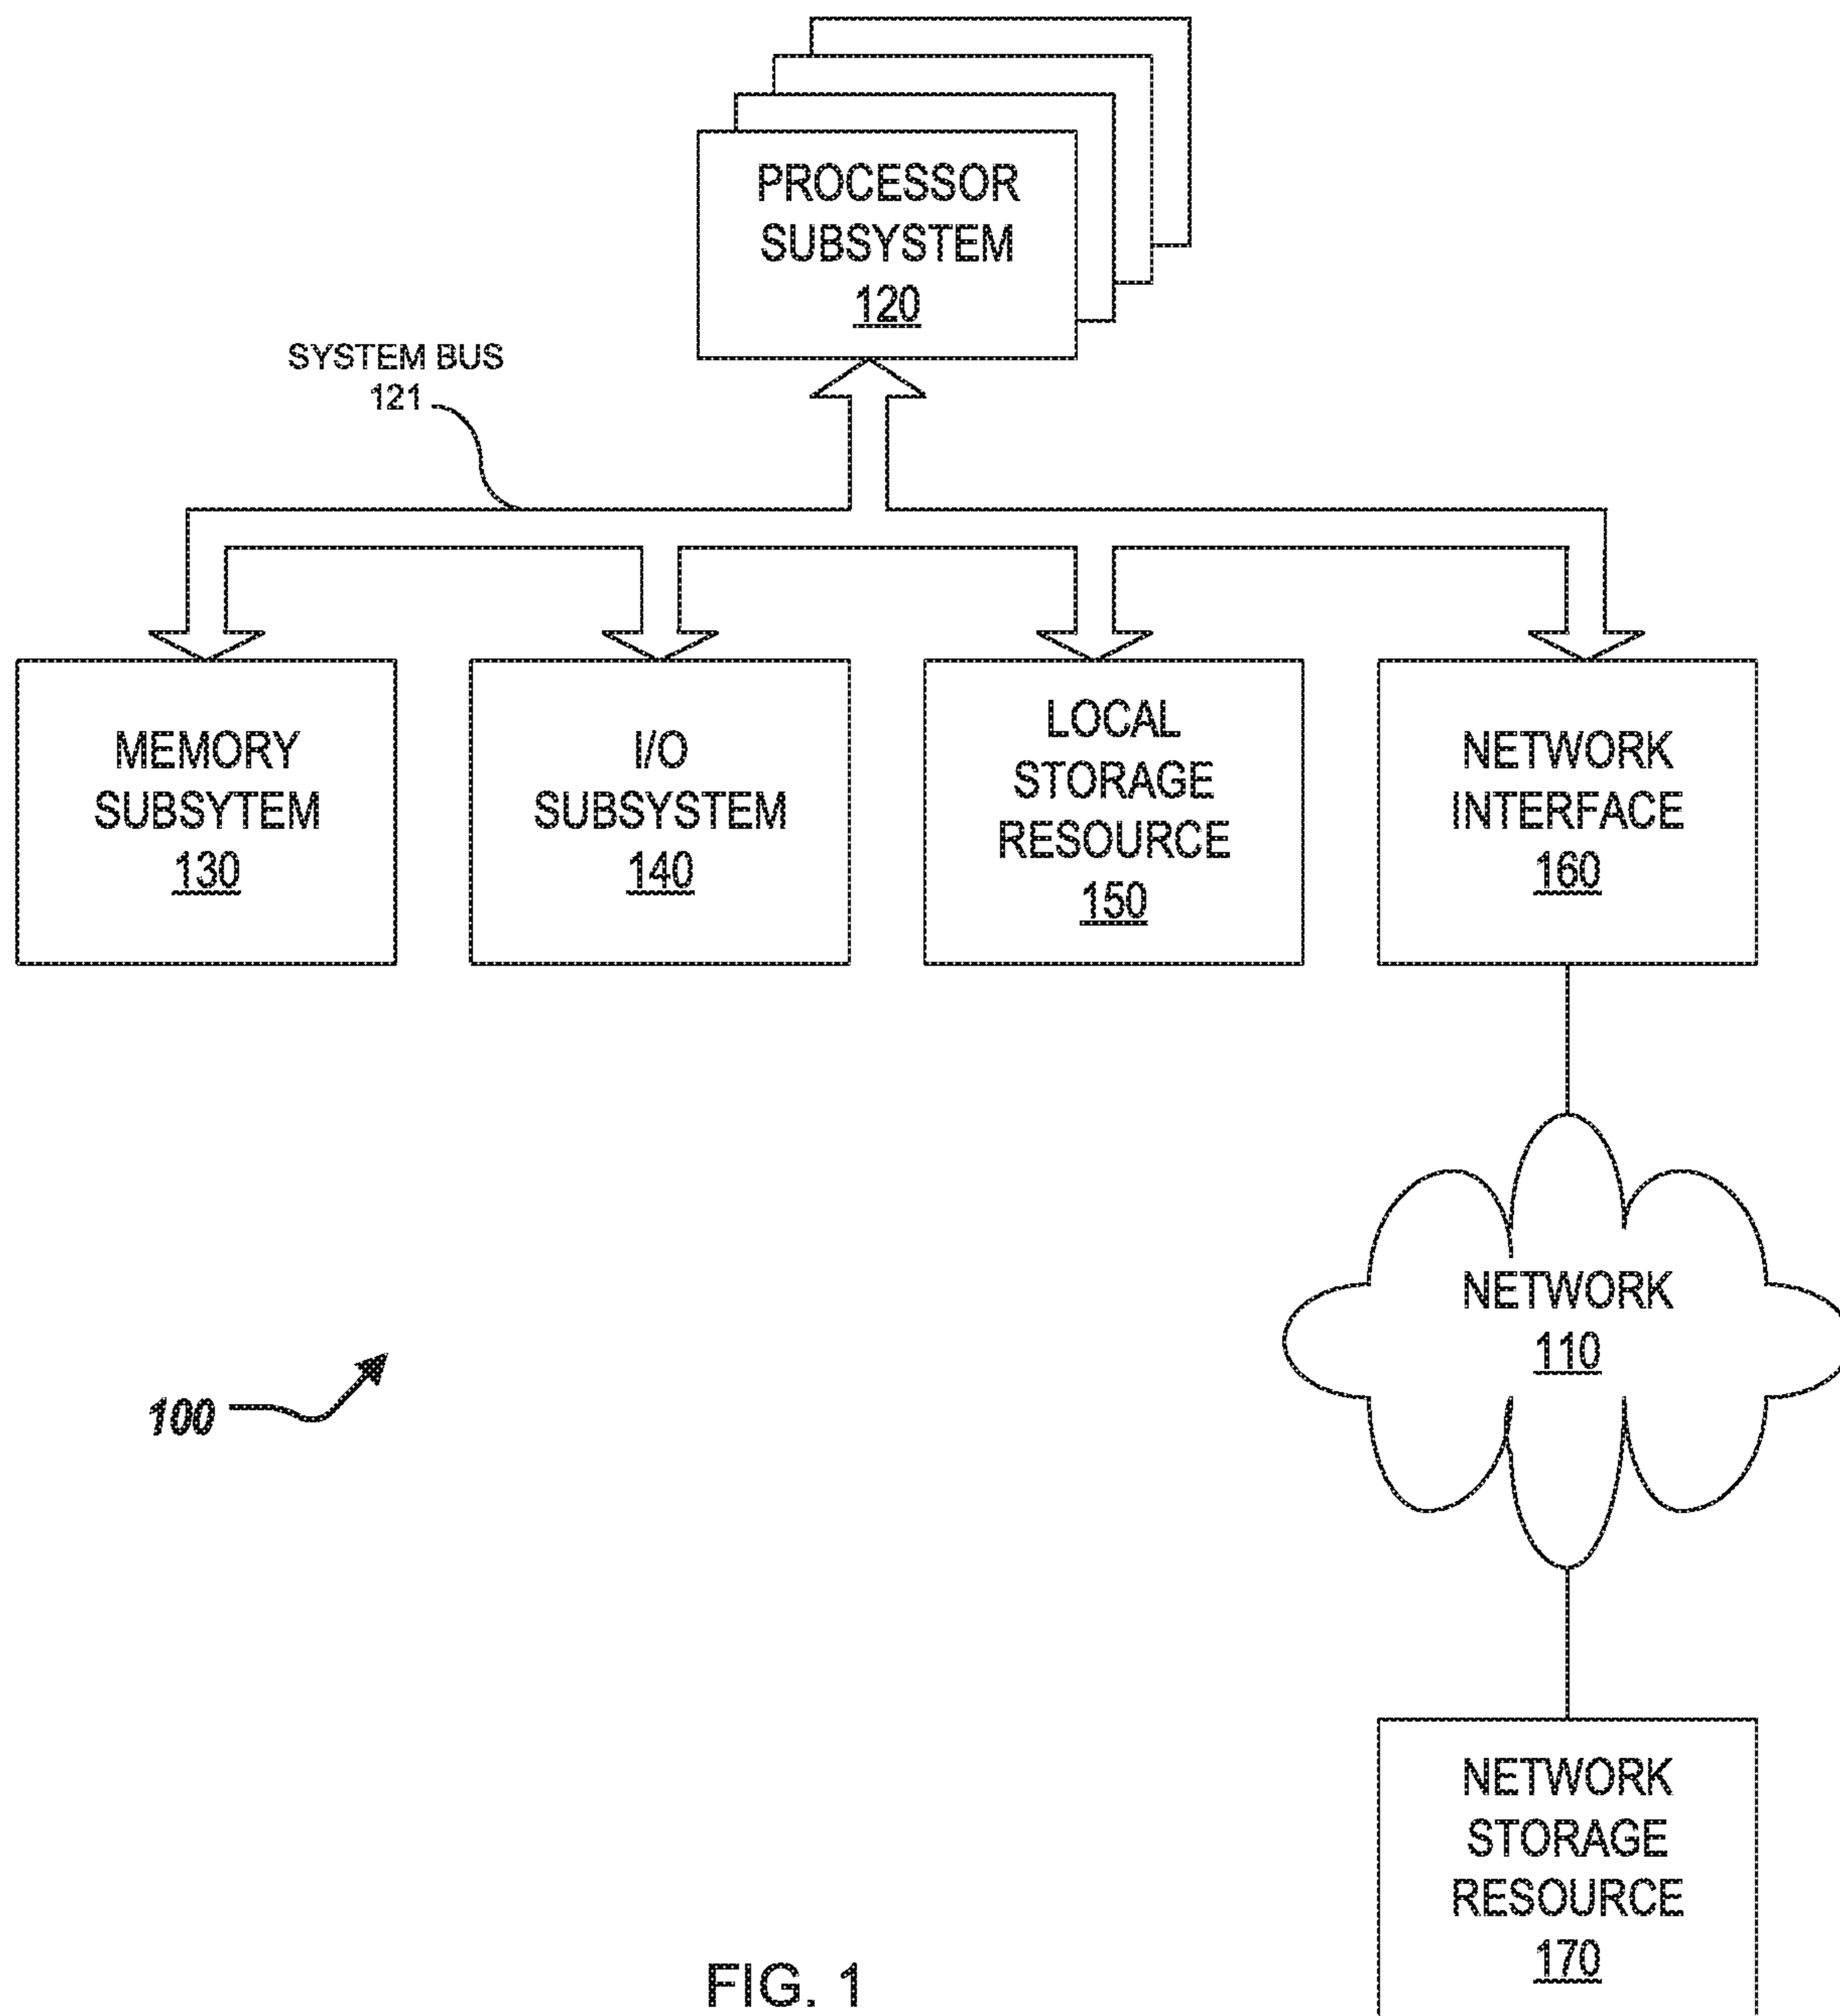 PROCESSOR
SUBSYSTEM
120
SYSTEM BUS
121
MEMORY
SUBSYTEM
130
I/O
SUBSYSTEM
140
LOCAL
STORAGE
RESOURCE
150
NETWORK
INTERFACE
160
NETWORK
110
100
NETWORK
STORAGE
RESOURCE
170
FIG. 1